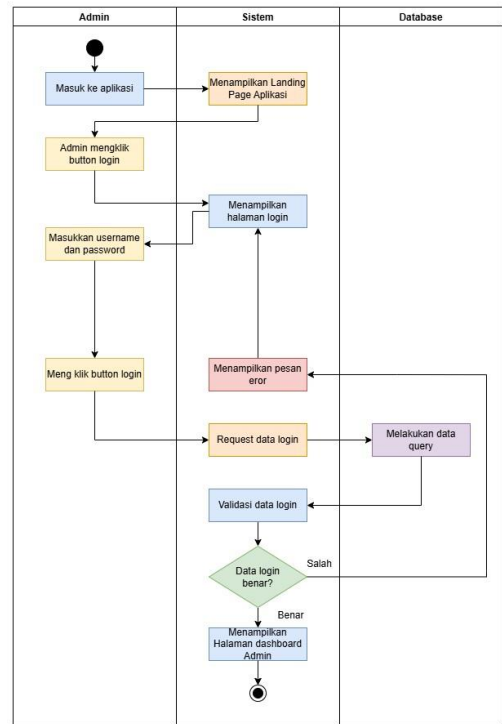 Admin
Sistem
Database
Masuk ke aplikasi
Menampilkan Landing
Page Aplikasi
Admin mengklik
button login
Menampilkan
halaman login
Masukkan username
dan password
Meng klik button login
Menampilkan pesan
eror
Request data login
Melakukan data
query
Validasi data login
Data login
benar?
Salah
Benar
Menampilkan
Halaman dashboard
Admin